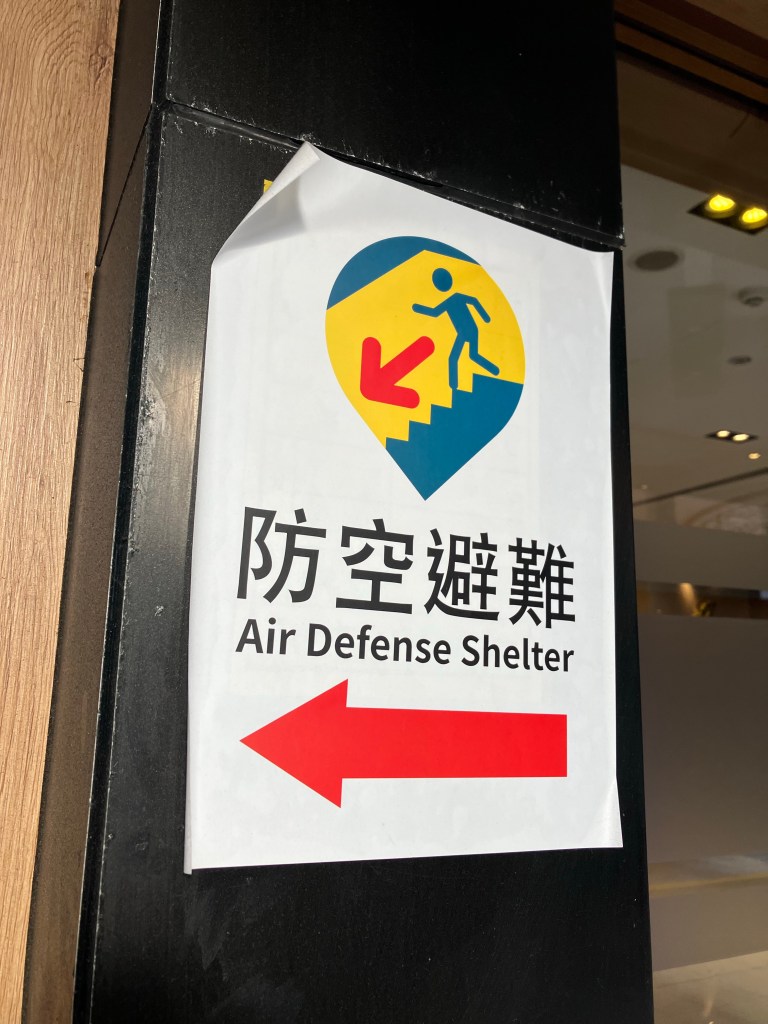 防空避難
Air Defense Shelter